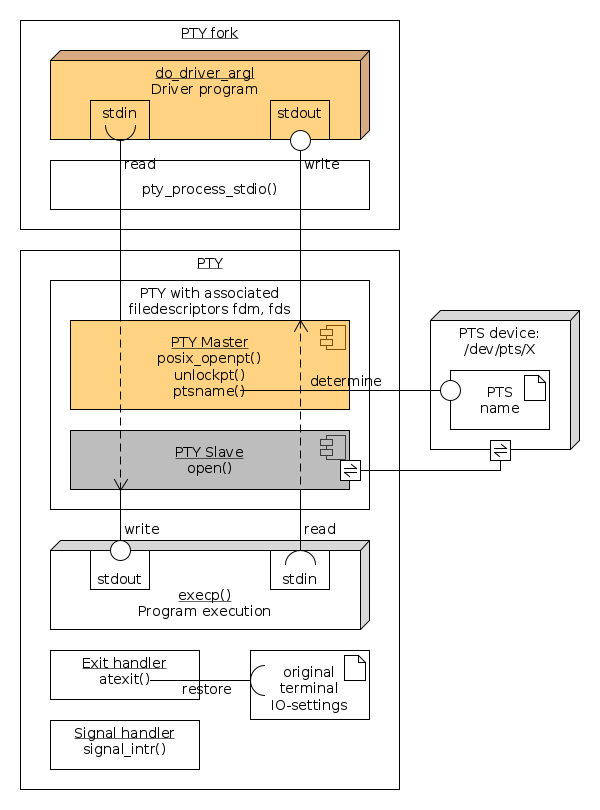 PTY fork
do_driver_argl
Driver program
stdin
stdout
read
write
pty_process_stdio()
PTY
PTY with associated
filedescriptors fdm, fds
PTY Master
posix_openpt()
unlockpt()
ptsname()
determine
PTS device:
/dev/pts/X
PTS
name
PTY Slave
open()
write
read
stdout
stdin
execp()
Program execution
Exit handler
atexit()
restore
original
terminal
IO-settings
Signal handler
signal_intr()